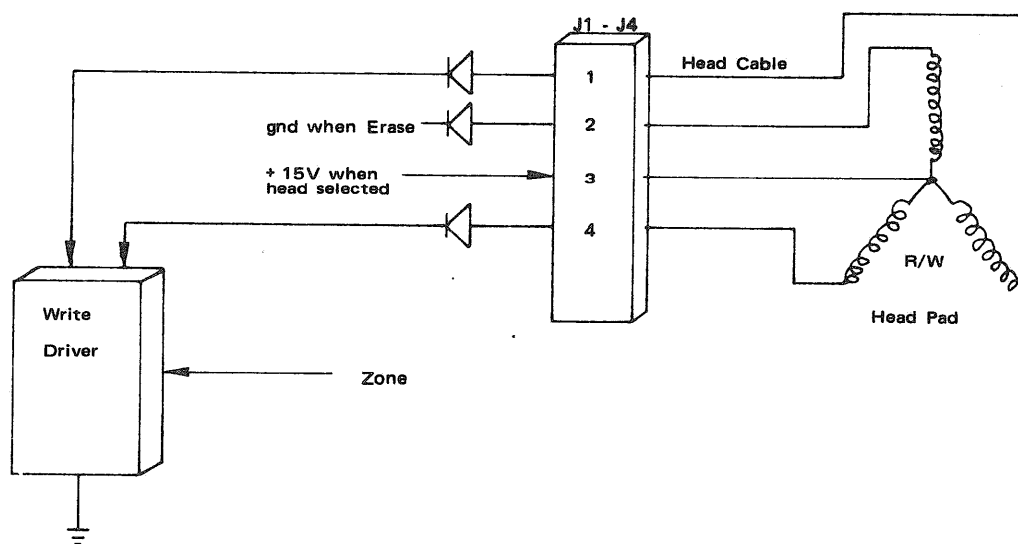 J1 - J4
1
Head Cable
gnd when Erase
2
+ 15V when
head selected
3
4
R/W
Head Pad
Write
Driver
Zone